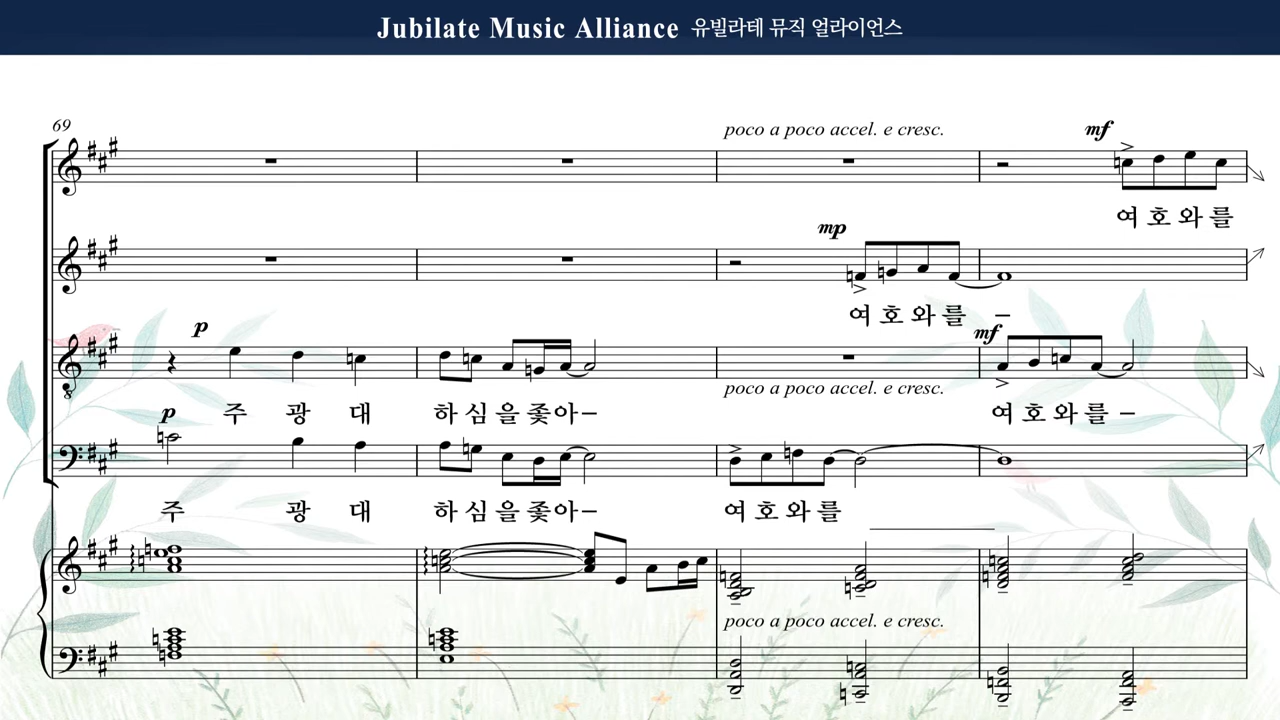 Jubilate Music Alliance 유빌라테 뮤직 얼라이언스
69
poco a poco accel. e cresc.
mf
여 호 와 를
mp
여 호 와 를 –
p
mf
poco a poco accel. e cresc.
주 광 대 하 심 을 좇 아 – 여 호 와 를 –
p
주 광 대 하 심 을 좇 아 – 여 호 와 를
poco a poco accel. e cresc.